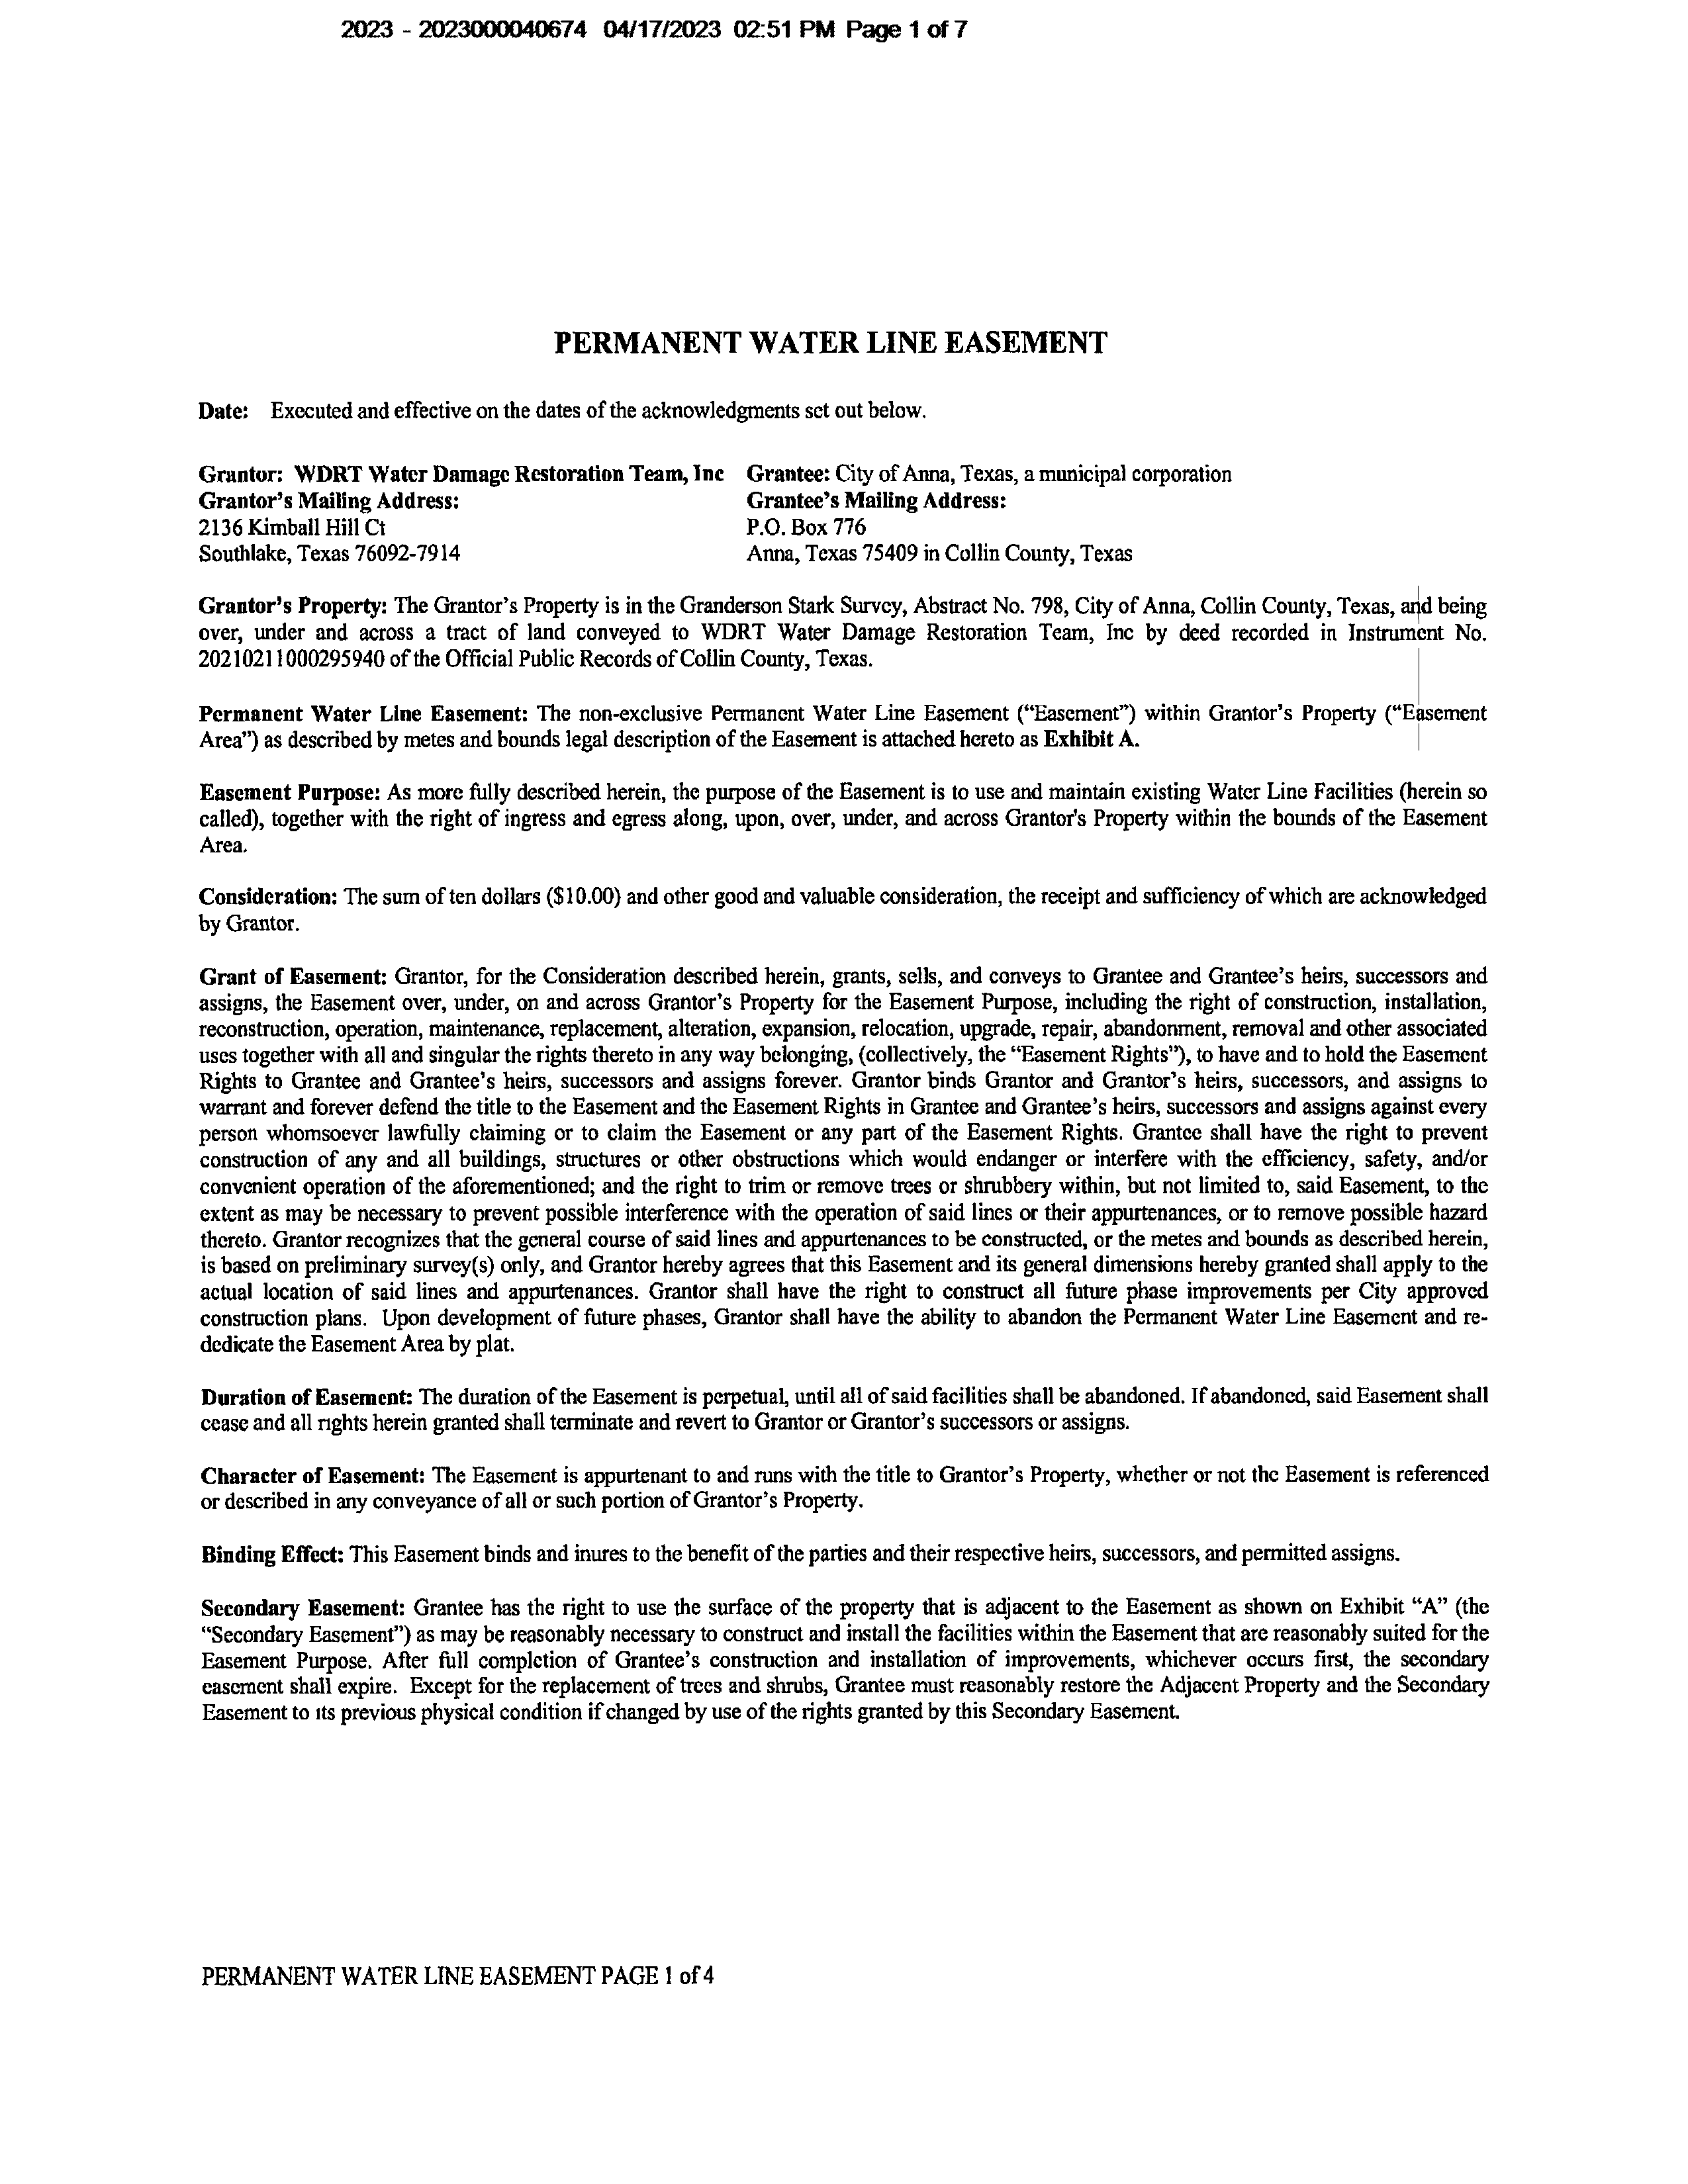 2023 - 2023000040674 04/17/2023 02:51 PM Page 1 of 7
PERMANENT WATER LINE EASEMENT
Date: Executed and effective on the dates of the acknowledgments set out below.
Grantor: WDRT Water Damage Restoration Team, Inc Grantee: City of Anna, Texas, a municipal corporation
Grantor's Mailing Address: Grantee's Mailing Address:
2136 Kimball Hill Ct P.O. Box 776
Southlake, Texas 76092-7914 Anna, Texas 75409 in Collin County, Texas
Grantor's Property: The Grantor's Property is in the Granderson Stark Survey, Abstract No. 798, City of Anna, Collin County, Texas, and being
over, under and across a tract of land conveyed to WDRT Water Damage Restoration Team, Inc by deed recorded in Instrument No.
20210211000295940 of the Official Public Records of Collin County, Texas.
Permanent Water Line Easement: The non-exclusive Permanent Water Line Easement ("Easement") within Grantor's Property ("Easement
Area") as described by metes and bounds legal description of the Easement is attached hereto as Exhibit A.
Easement Purpose: As more fully described herein, the purpose of the Easement is to use and maintain existing Water Line Facilities (herein so
called), together with the right of ingress and egress along, upon, over, under, and across Grantor's Property within the bounds of the Easement
Area.
Consideration: The sum of ten dollars ($10.00) and other good and valuable consideration, the receipt and sufficiency of which are acknowledged
by Grantor.
Grant of Easement: Grantor, for the Consideration described herein, grants, sells, and conveys to Grantee and Grantee's heirs, successors and
assigns, the Easement over, under, on and across Grantor's Property for the Easement Purpose, including the right of construction, installation,
reconstruction, operation, maintenance, replacement, alteration, expansion, relocation, upgrade, repair, abandonment, removal and other associated
uses together with all and singular the rights thereto in any way belonging, (collectively, the "Easement Rights"), to have and to hold the Easement
Rights to Grantee and Grantee's heirs, successors and assigns forever. Grantor binds Grantor and Grantor's heirs, successors, and assigns to
warrant and forever defend the title to the Easement and the Easement Rights in Grantee and Grantee's heirs, successors and assigns against every
person whomsoever lawfully claiming or to claim the Easement or any part of the Easement Rights. Grantee shall have the right to prevent
construction of any and all buildings, structures or other obstructions which would endanger or interfere with the efficiency, safety, and/or
convenient operation of the aforementioned; and the right to trim or remove trees or shrubbery within, but not limited to, said Easement, to the
extent as may be necessary to prevent possible interference with the operation of said lines or their appurtenances, or to remove possible hazard
thereto. Grantor recognizes that the general course of said lines and appurtenances to be constructed, or the metes and bounds as described herein,
is based on preliminary survey(s) only, and Grantor hereby agrees that this Easement and its general dimensions hereby granted shall apply to the
actual location of said lines and appurtenances. Grantor shall have the right to construct all future phase improvements per City approved
construction plans. Upon development of future phases, Grantor shall have the ability to abandon the Permanent Water Line Easement and re-
dedicate the Easement Area by plat.
Duration of Easement: The duration of the Easement is perpetual, until all of said facilities shall be abandoned. If abandoned, said Easement shall
cease and all rights herein granted shall terminate and revert to Grantor or Grantor's successors or assigns.
Character of Easement: The Easement is appurtenant to and runs with the title to Grantor's Property, whether or not the Easement is referenced
or described in any conveyance of all or such portion of Grantor's Property.
Binding Effect: This Easement binds and inures to the benefit of the parties and their respective heirs, successors, and permitted assigns.
Secondary Easement: Grantee has the right to use the surface of the property that is adjacent to the Easement as shown on Exhibit "A" (the
"Secondary Easement") as may be reasonably necessary to construct and install the facilities within the Easement that are reasonably suited for the
Easement Purpose. After full completion of Grantee's construction and installation of improvements, whichever occurs first, the secondary
easement shall expire. Except for the replacement of trees and shrubs, Grantee must reasonably restore the Adjacent Property and the Secondary
Easement to its previous physical condition if changed by use of the rights granted by this Secondary Easement.
PERMANENT WATER LINE EASEMENT PAGE 1 of 4